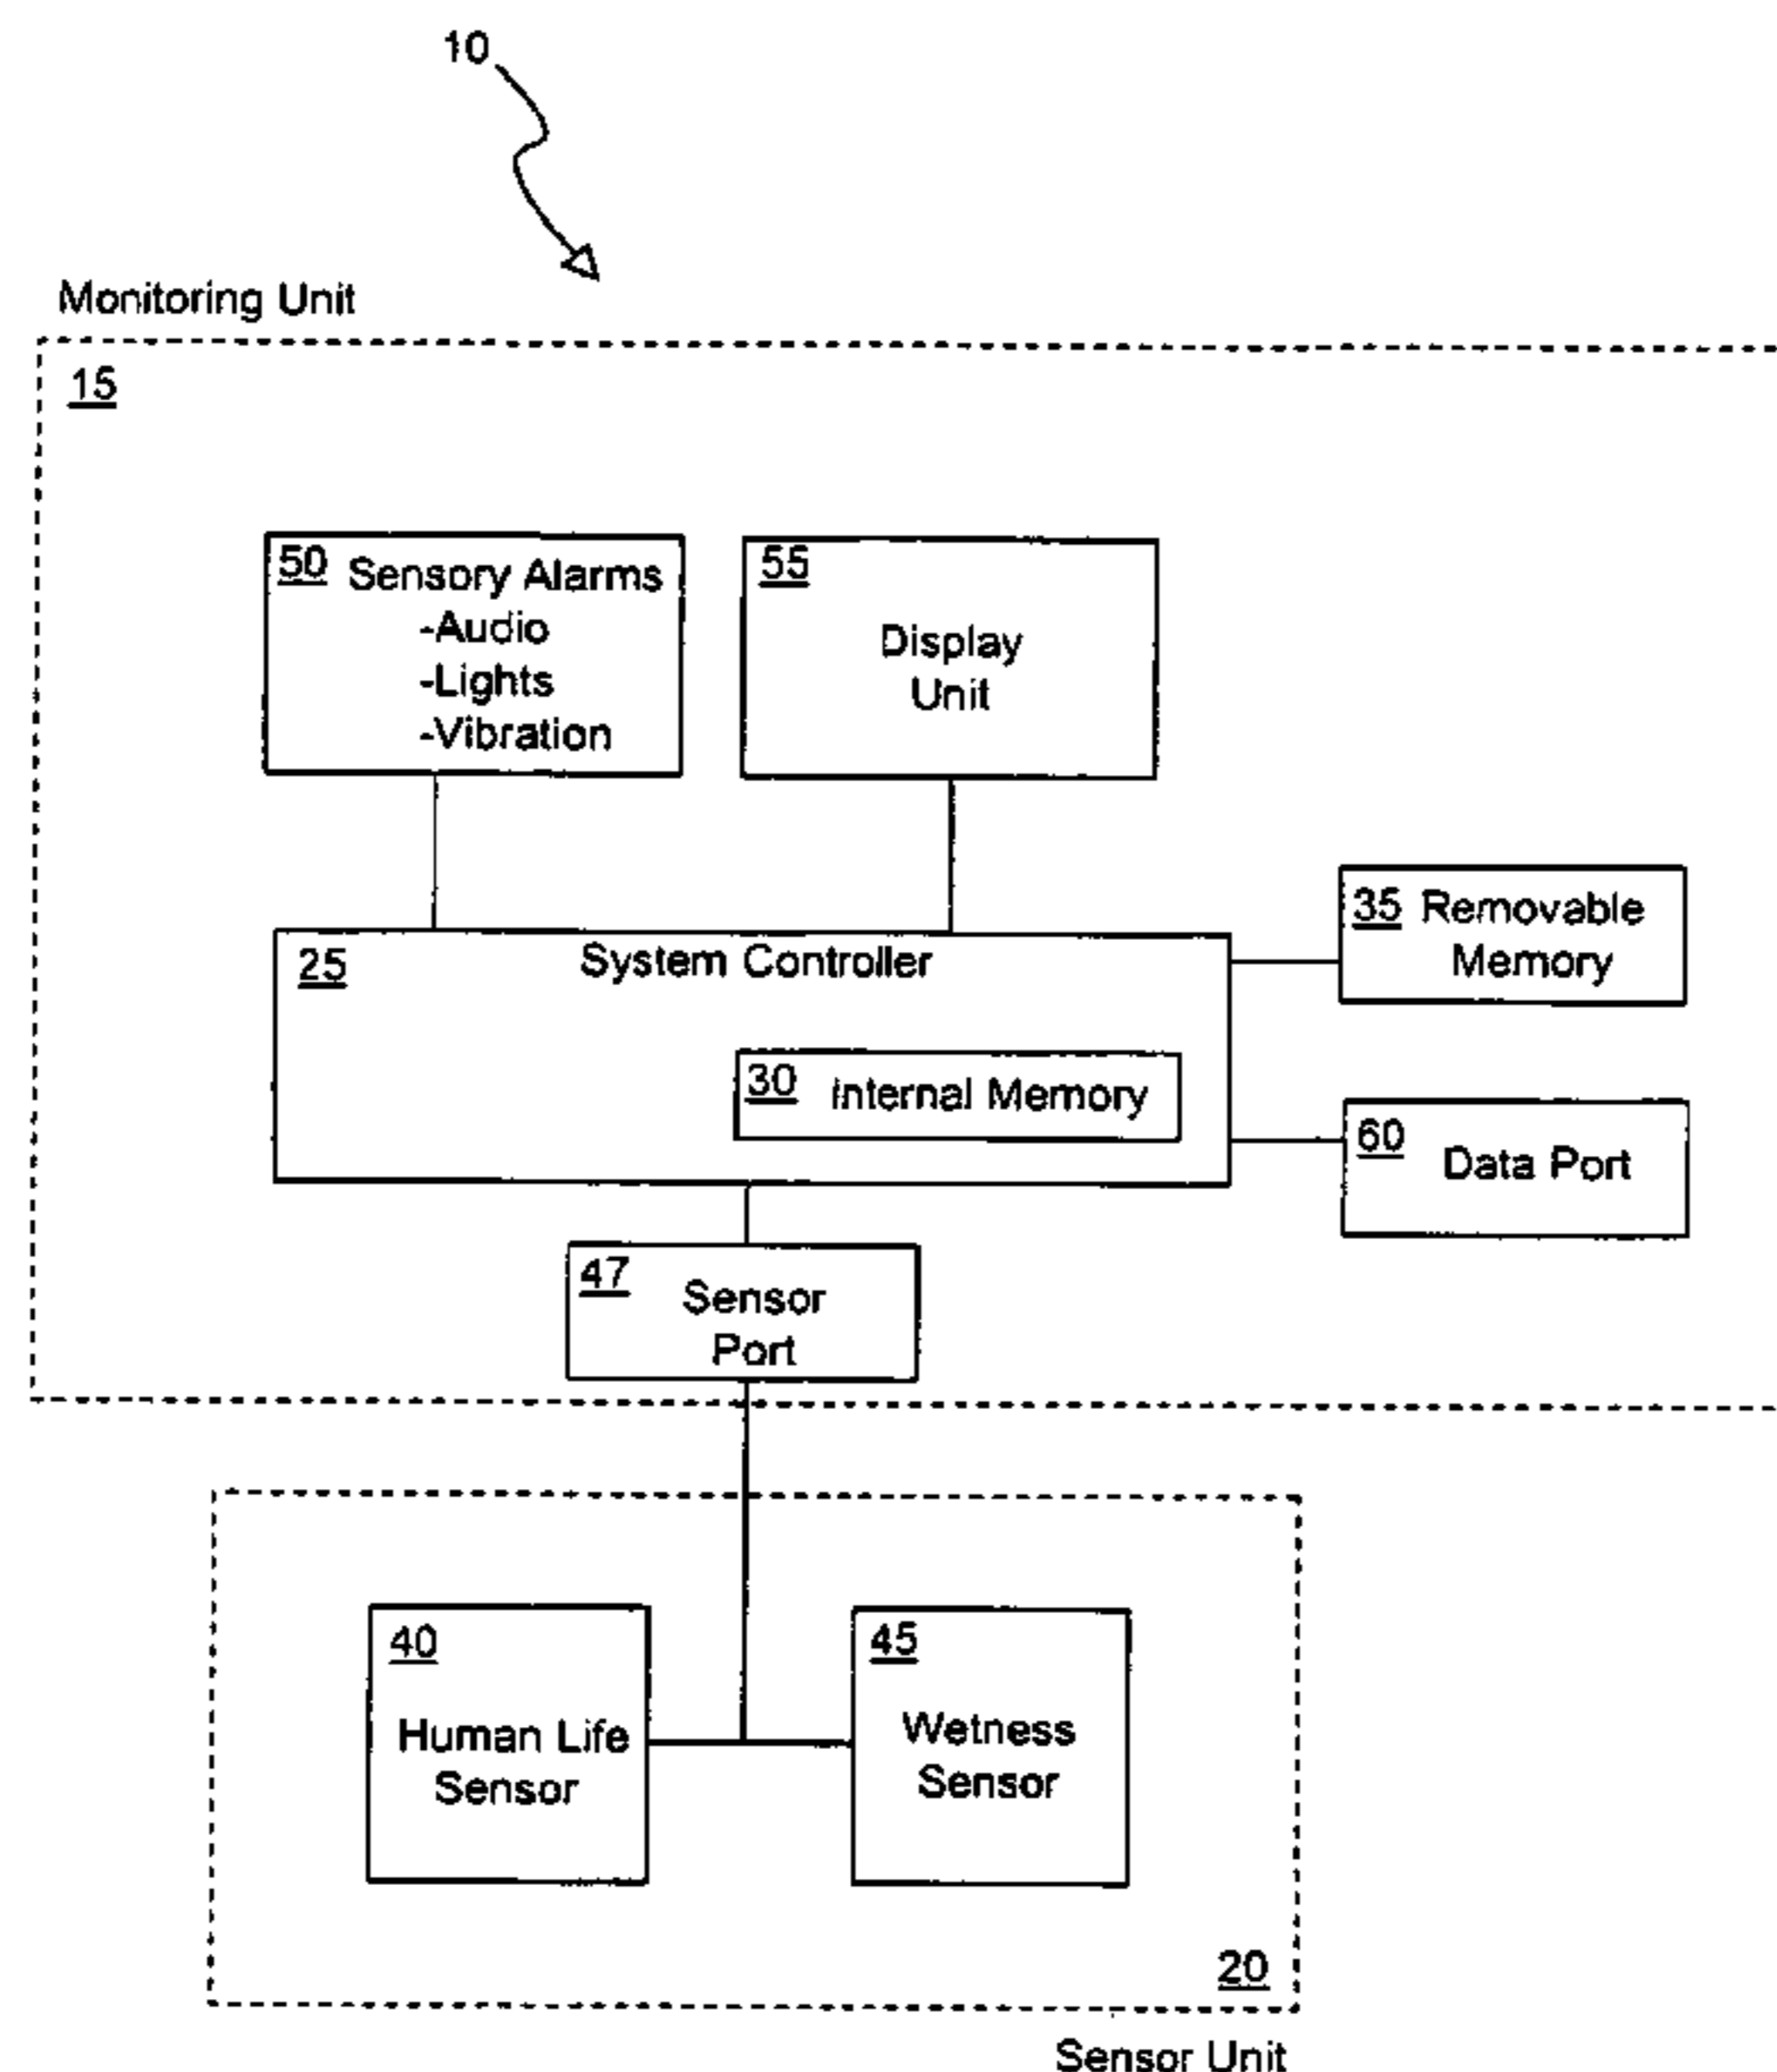 10
Monitoring Unit
15
50 Sensory Alarms
-Audio
-Lights
-Vibration
55
Display
Unit
35 Removable
Memory
25 System Controller
30 Internal Memory
60 Data Port
47 Sensor
Port
40
Human Life
Sensor
45
Wetness
Sensor
20
Sensor Unit